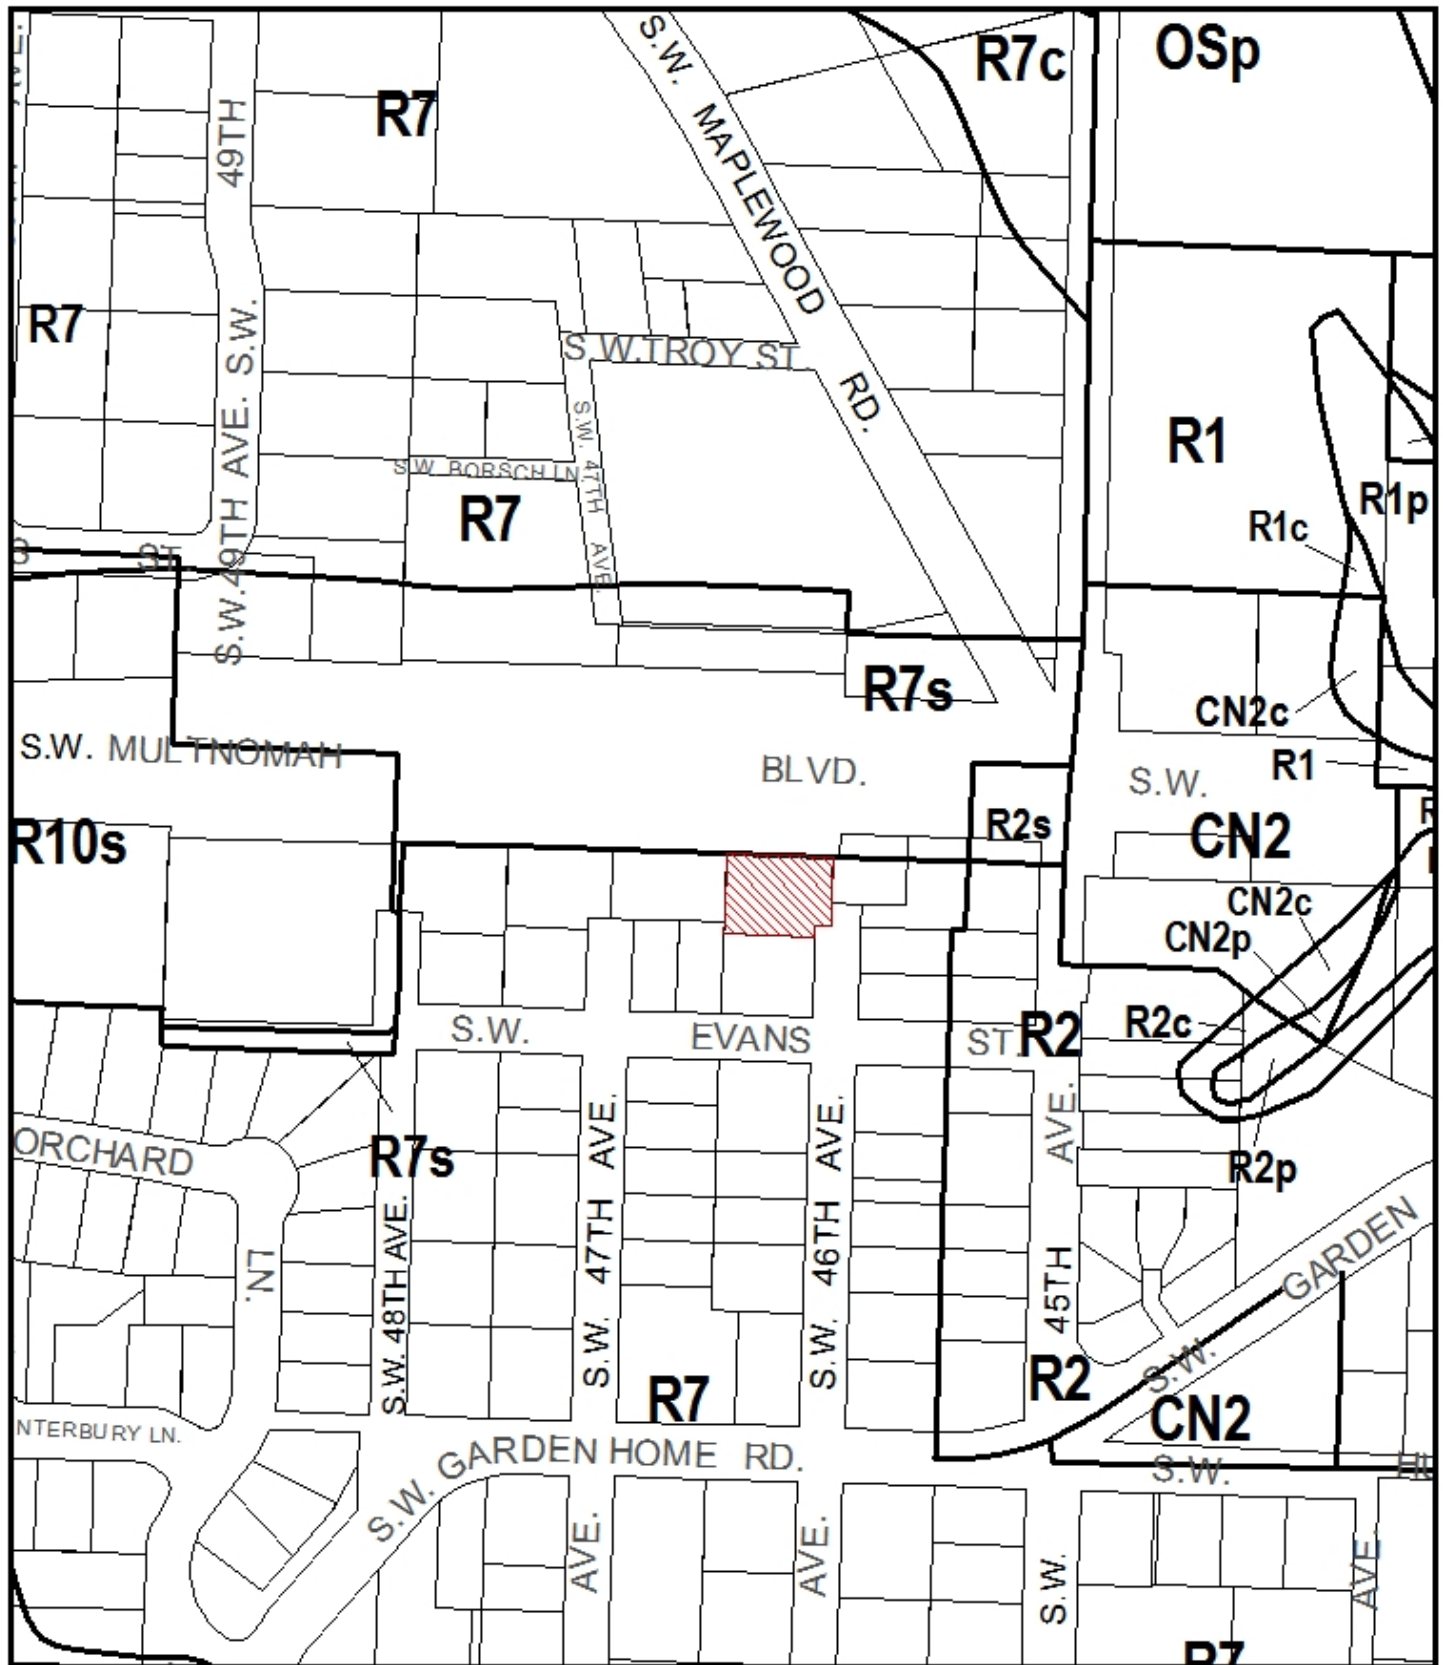 R7c
OSp
S.W. MAPLEWOOD RD.
R7
49TH
R7
S.W.
S.W. TROY ST.
R1
S.W. 47TH AVE.
S.W. BORSCH LN.
R7
R1p
R1c
S.W. 49TH AVE.
ST.
R7s
CN2c
S.W. MULTNOMAH BLVD.
S.W.
R1
R10s
R2s
CN2
CN2c
CN2p
S.W. EVANS ST.
R2
R2c
ORCHARD LN.
R7s
R2p
S.W. 48TH AVE.
S.W. 47TH AVE.
S.W. 46TH AVE.
45TH AVE.
S.W. GARDEN
R7
R2
CN2
NTERBURY LN.
S.W. GARDEN HOME RD.
S.W.
AVE.
AVE.
S.W.
AVE
R7